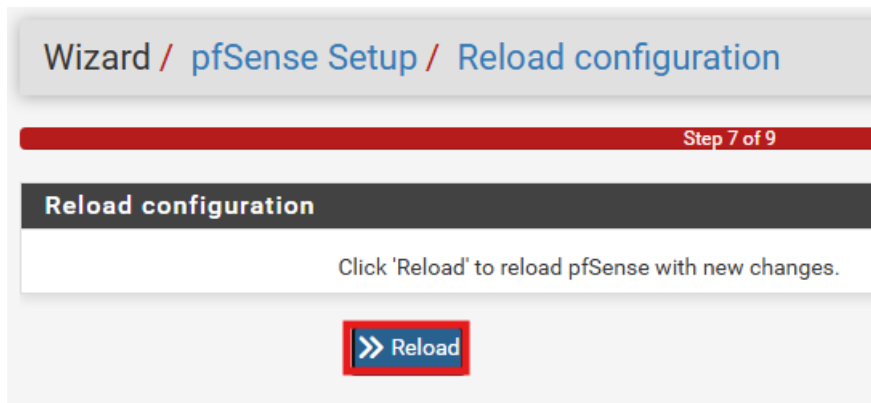 Wizard / pfSense Setup / Reload configuration
Step 7 of 9
Reload configuration
Click 'Reload' to reload pfSense with new changes.
Reload